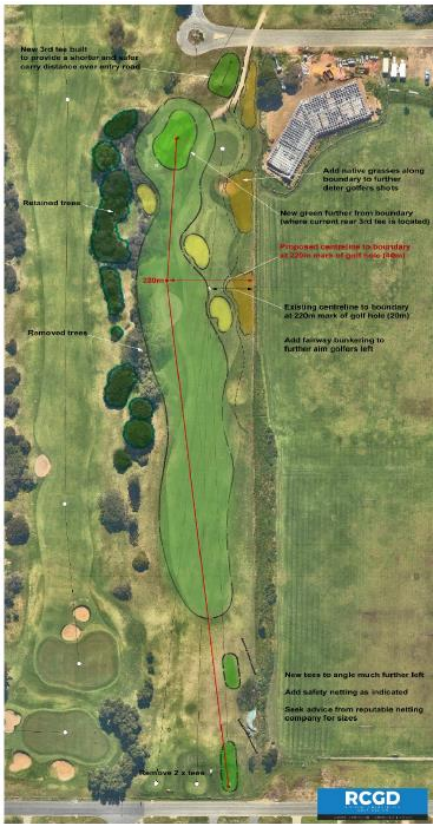 New 3rd tee built
to provide a shorter and safer
carry distance over entry road
Add native grasses along
boundary to further
deter golfers shots
Retained trees
New green further from boundary
(where current rear 3rd tee is located)
Proposed centreline to boundary
at 220m mark of golf hole (40m)
220m
Existing centreline to boundary
at 220m mark of golf hole (20m)
Removed trees
Add fairway bunkering to
further aim golfers left
New tees to angle much further left
Add safety netting as indicated
Seek advice from reputable netting
company for sizes
Remove 2 x tees
RCGD